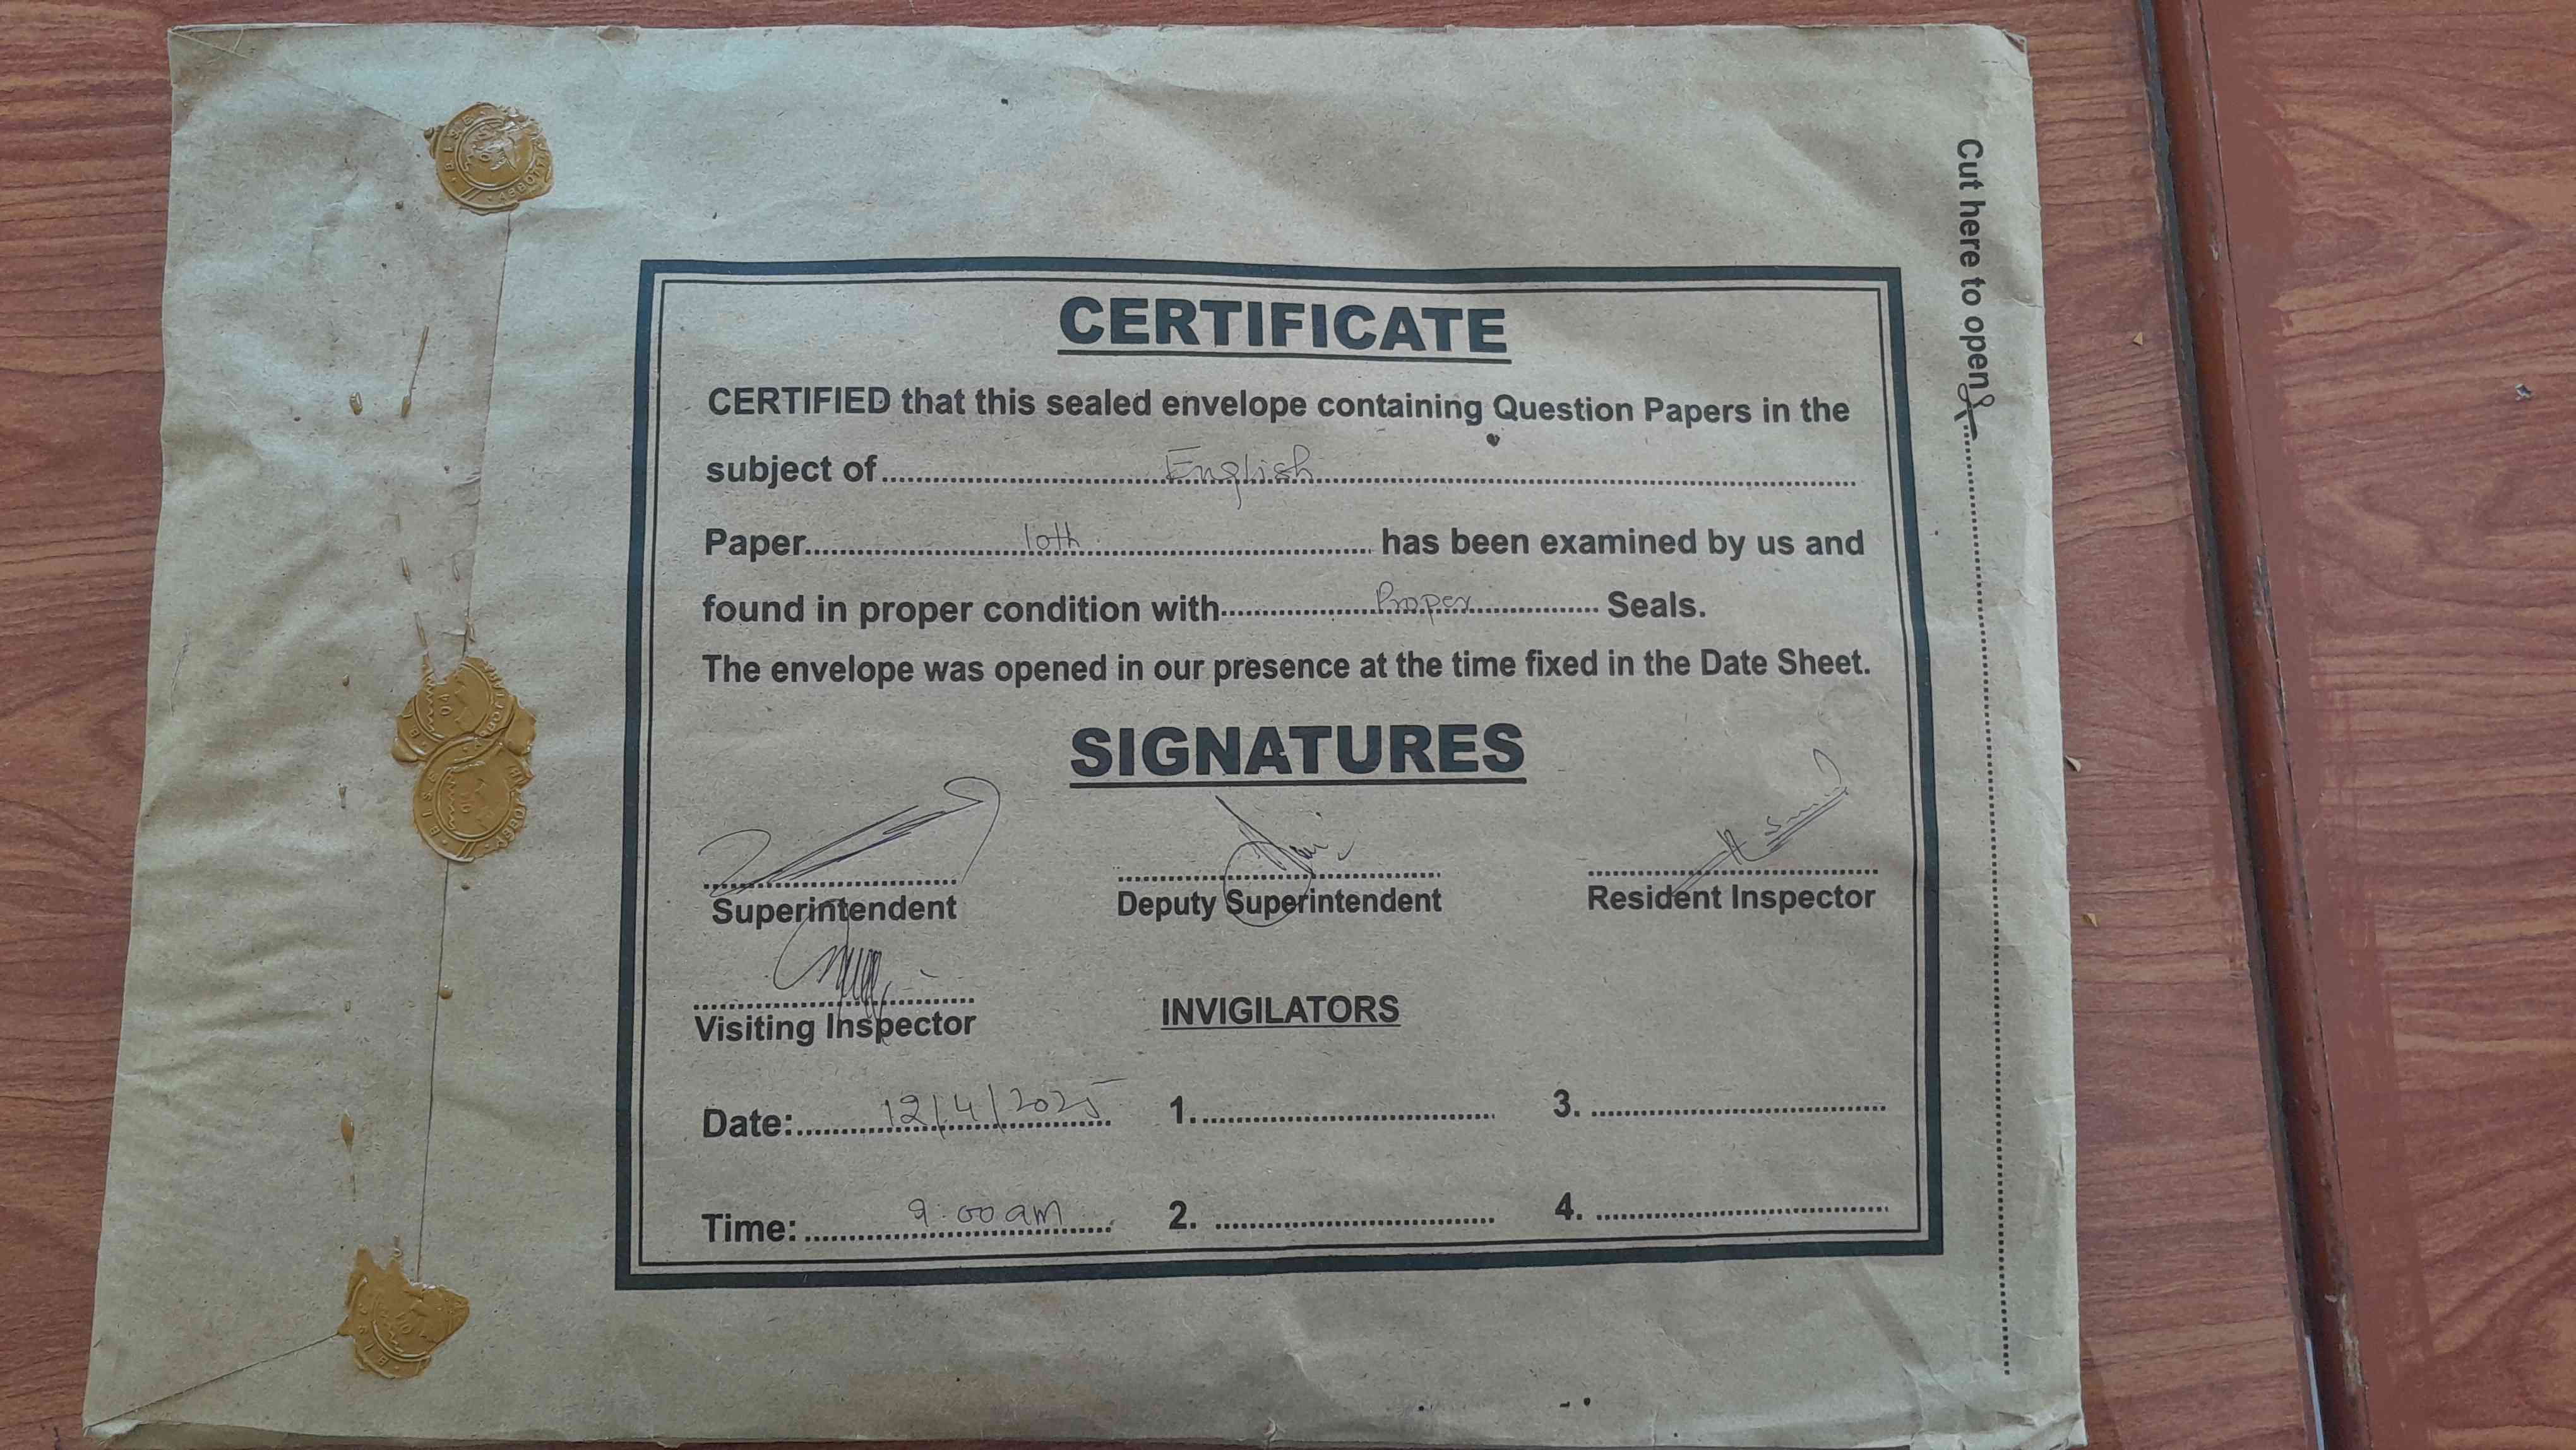 CERTIFICATE
CERTIFIED that this sealed envelope containing Question Papers in the
subject of English
Paper 10th has been examined by us and
found in proper condition with Proper Seals.
The envelope was opened in our presence at the time fixed in the Date Sheet.
SIGNATURES
Superintendent Deputy Superintendent Resident Inspector
Visiting Inspector INVIGILATORS
Date: 12/4/2025 1. 3.
Time: 9:00 am 2. 4.
Cut here to open